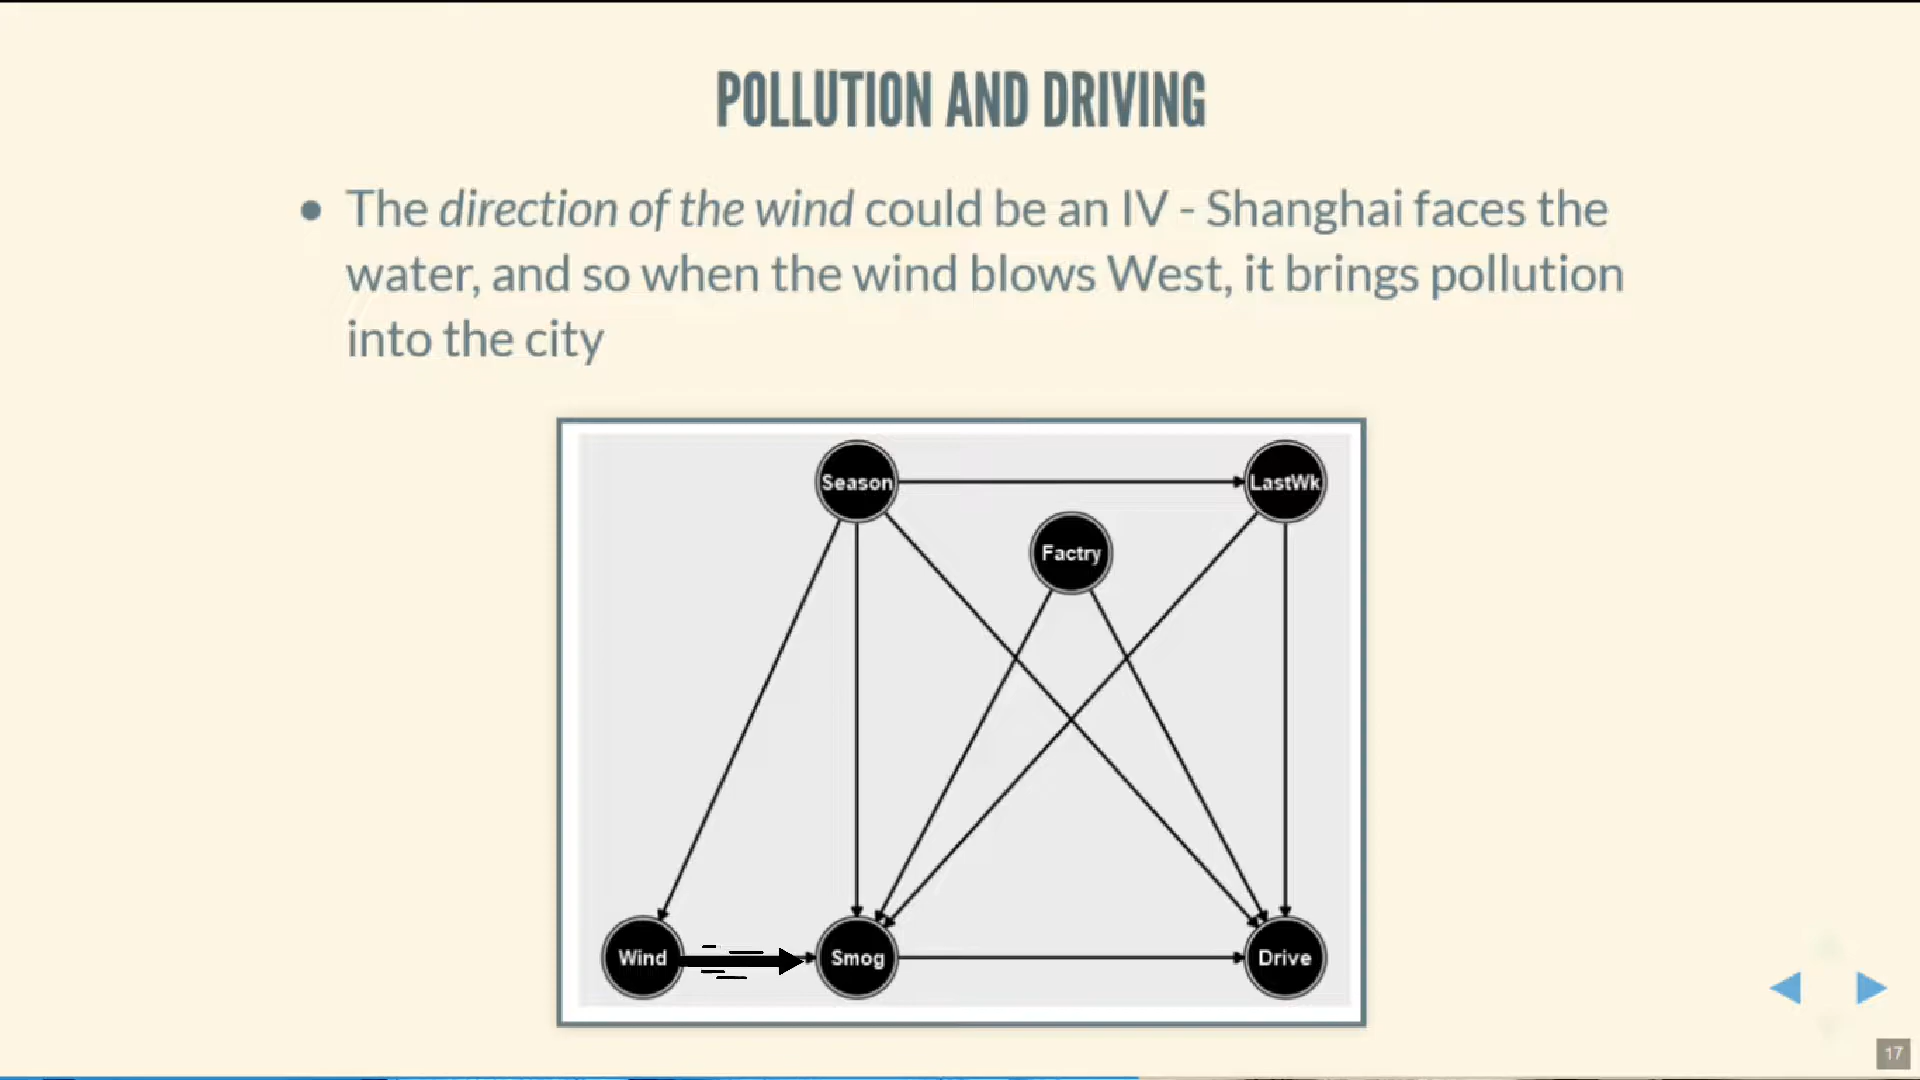 POLLUTION AND DRIVING
• The direction of the wind could be an IV - Shanghai faces the
water, and so when the wind blows West, it brings pollution
into the city
Season
LastWk
Factry
Wind
Smog
Drive
17